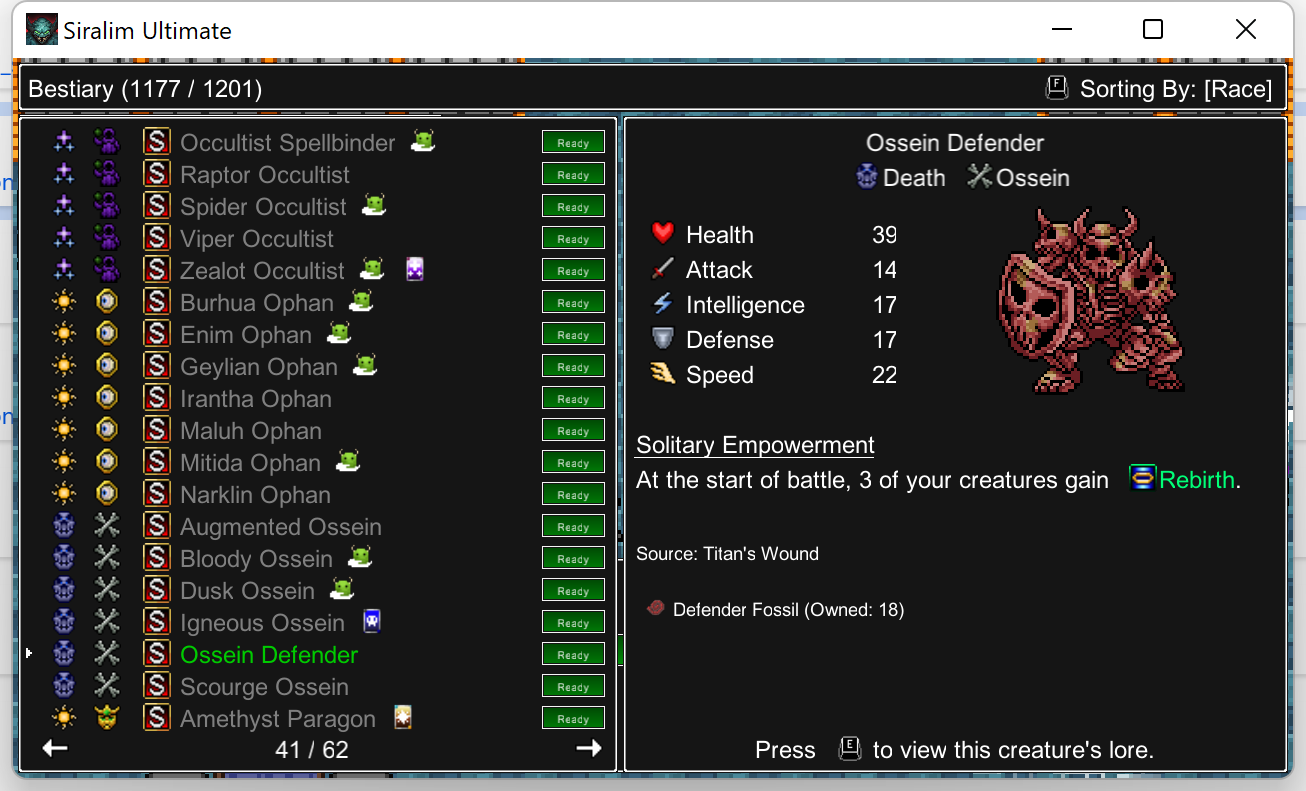 Siralim Ultimate
Bestiary (1177 / 1201)
F Sorting By: [Race]
S Occultist Spellbinder Ready
S Raptor Occultist Ready
S Spider Occultist Ready
S Viper Occultist Ready
S Zealot Occultist Ready
S Burhua Ophan Ready
S Enim Ophan Ready
S Geylian Ophan Ready
S Irantha Ophan Ready
S Maluh Ophan Ready
S Mitida Ophan Ready
S Narklin Ophan Ready
S Augmented Ossein Ready
S Bloody Ossein Ready
S Dusk Ossein Ready
S Igneous Ossein Ready
S Ossein Defender Ready
S Scourge Ossein Ready
S Amethyst Paragon Ready
41 / 62
Ossein Defender
Death Ossein
Health 39
Attack 14
Intelligence 17
Defense 17
Speed 22
Solitary Empowerment
At the start of battle, 3 of your creatures gain Rebirth.
Source: Titan's Wound
Defender Fossil (Owned: 18)
Press E to view this creature's lore.